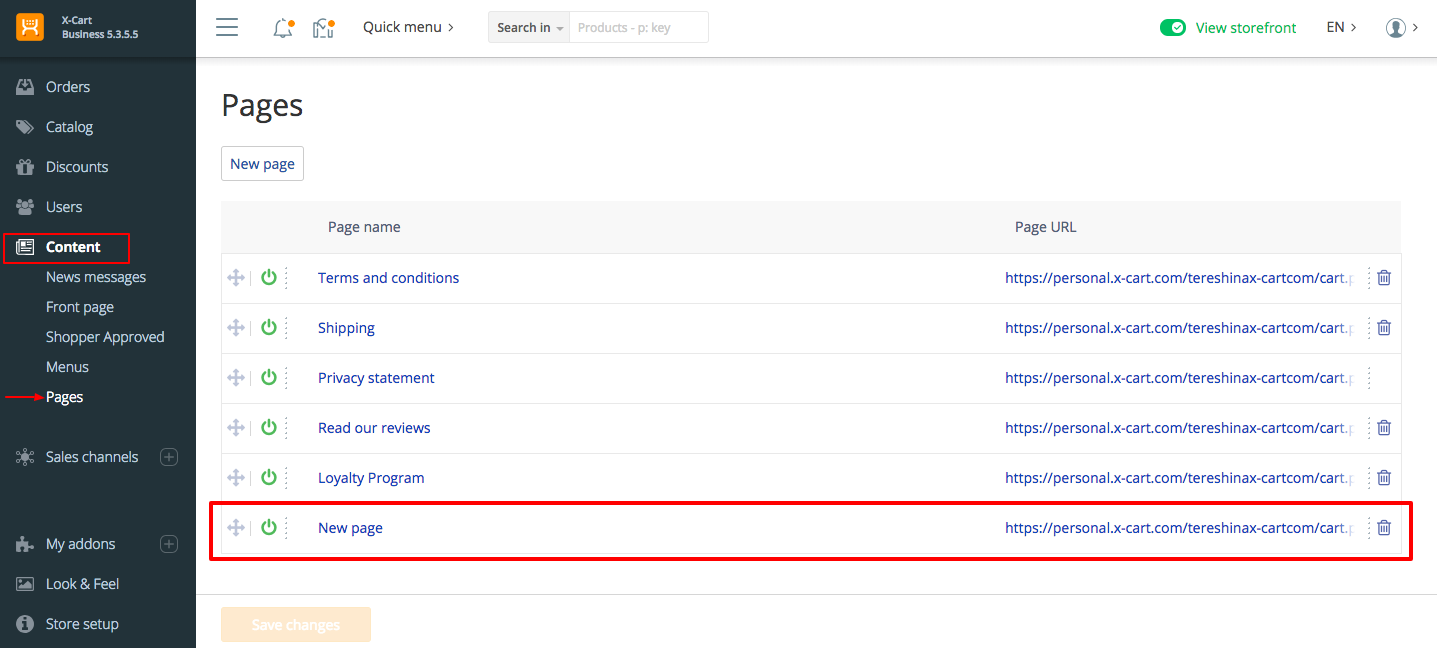 X-Cart
Business 5.3.5.5
Quick menu
Search in
Products - p: key
View storefront
EN
Orders
Catalog
Discounts
Users
Content
News messages
Front page
Shopper Approved
Menus
Pages
Sales channels
My addons
Look & Feel
Store setup
Pages
New page
Page name Page URL
Terms and conditions https://personal.x-cart.com/tereshinax-cartcom/cart.p
Shipping https://personal.x-cart.com/tereshinax-cartcom/cart.p
Privacy statement https://personal.x-cart.com/tereshinax-cartcom/cart.p
Read our reviews https://personal.x-cart.com/tereshinax-cartcom/cart.p
Loyalty Program https://personal.x-cart.com/tereshinax-cartcom/cart.p
New page https://personal.x-cart.com/tereshinax-cartcom/cart.p
Save changes